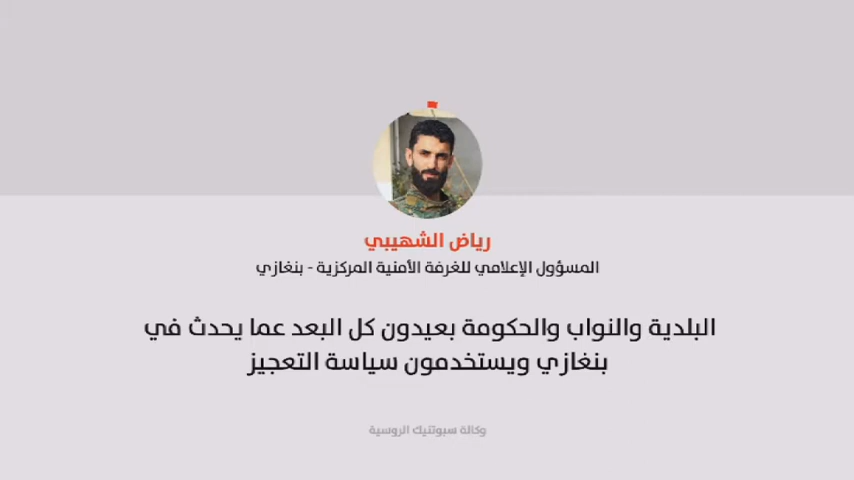 رياض الشهيبي
المسؤول الإعلامي للغرفة الأمنية المركزية - بنغازي
البلدية والنواب والحكومة بعيدون كل البعد عما يحدث في
بنغازي ويستخدمون سياسة التعجيز
وكالة سبوتنيك الروسية